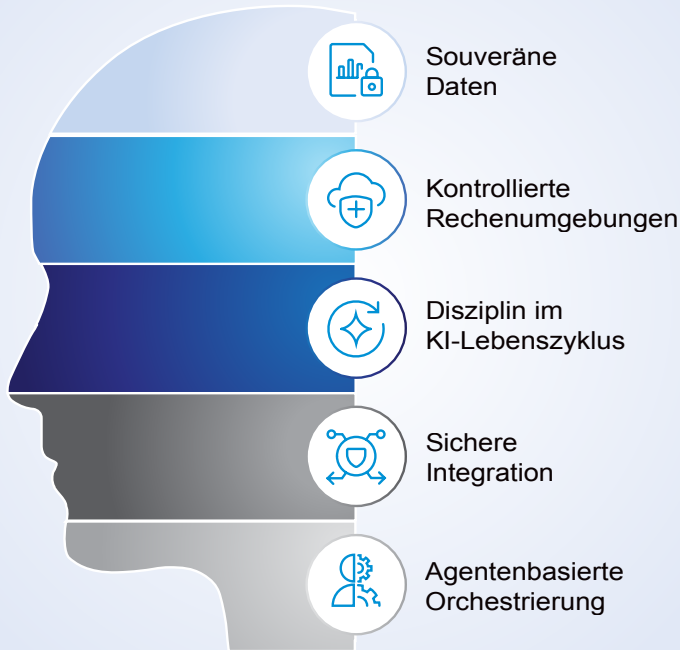 Souveräne
Daten
Kontrollierte
Rechenumgebungen
Disziplin im
KI-Lebenszyklus
Sichere
Integration
Agentenbasierte
Orchestrierung